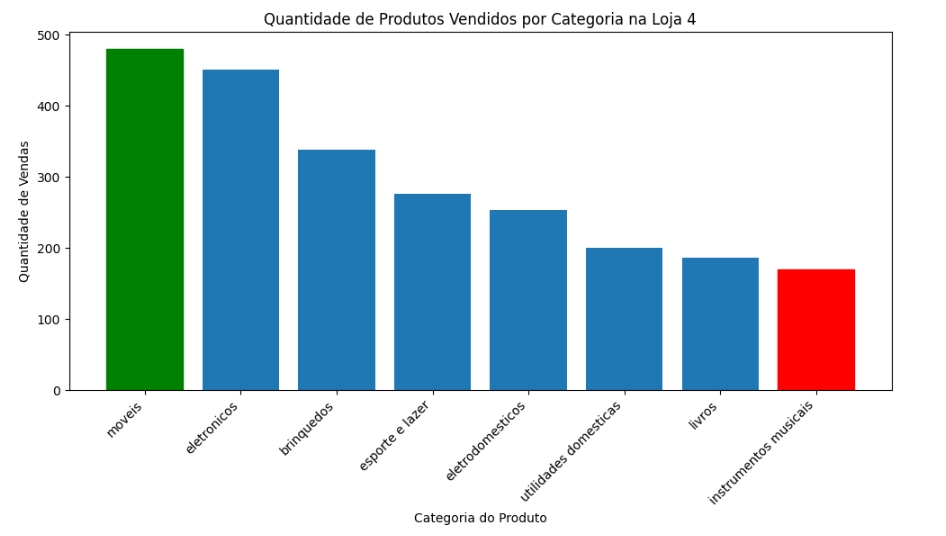 Quantidade de Produtos Vendidos por Categoria na Loja 4
Quantidade de Vendas
500
400
300
200
100
0
moveis
eletronicos
brinquedos
esporte e lazer
eletrodomesticos
utilidades domesticas
livros
instrumentos musicais
Categoria do Produto